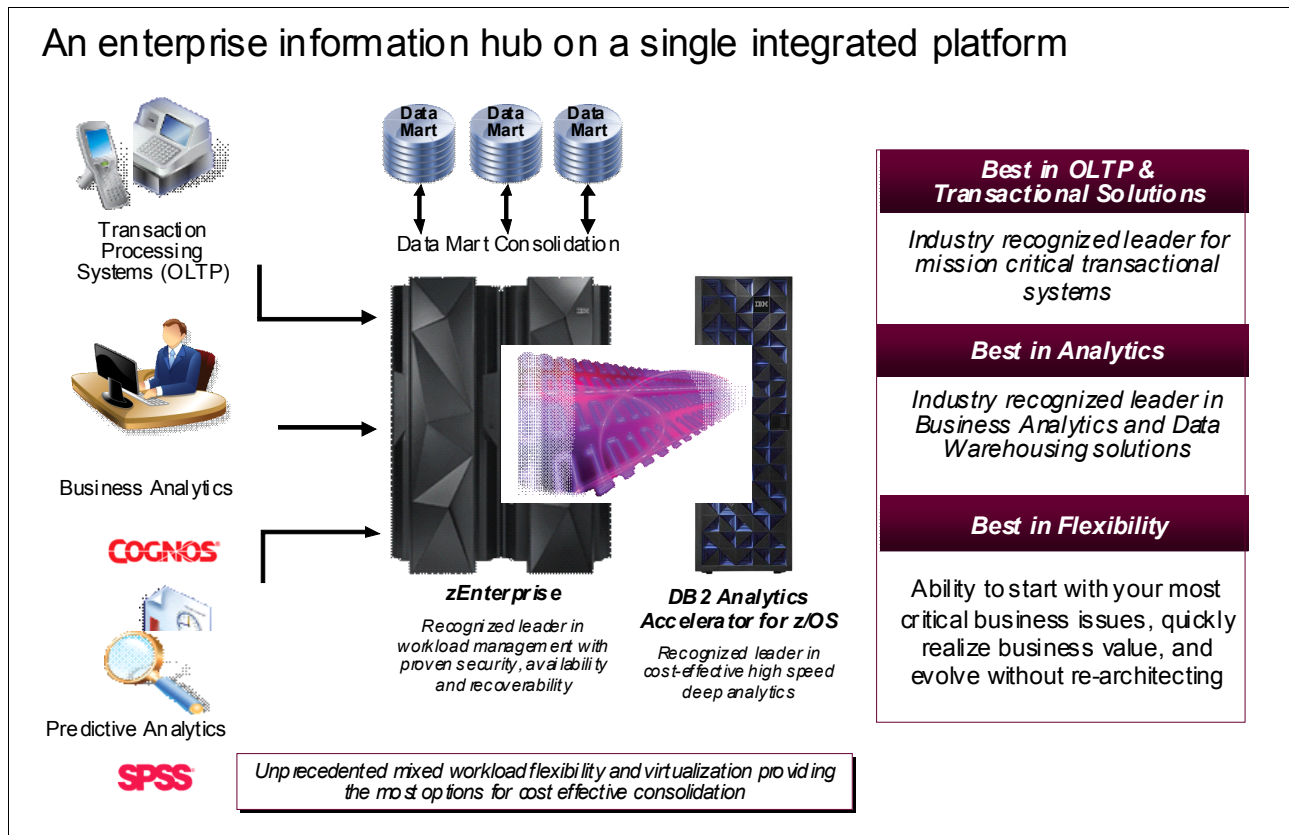 An enterprise information hub on a single integrated platform
Data
Mart
Data
Mart
Data
Mart
Transaction
Processing
Systems (OLTP)
Data Mart Consolidation
IBM
IBM
Business Analytics
COGNOS®
Predictive Analytics
SPSS®
zEnterprise
Recognized leader in
workload management with
proven security, availability
and recoverability
DB2 Analytics
Accelerator for z/OS
Recognized leader in
cost-effective high speed
deep analytics
Unprecedented mixed workload flexibility and virtualization providing
the most options for cost effective consolidation
Best in OLTP &
Transactional Solutions
Industry recognized leader for
mission critical transactional
systems
Best in Analytics
Industry recognized leader in
Business Analytics and Data
Warehousing solutions
Best in Flexibility
Ability to start with your most
critical business issues, quickly
realize business value, and
evolve without re-architecting